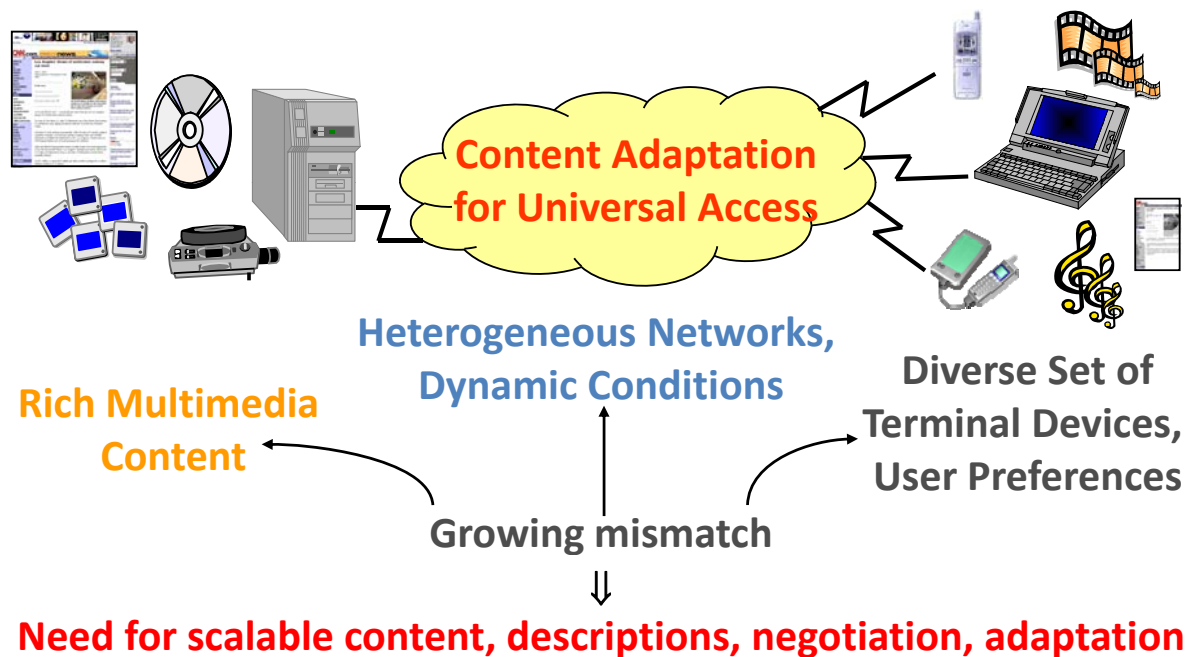 Content Adaptation
for Universal Access
Heterogeneous Networks,
Dynamic Conditions
Rich Multimedia
Content
Diverse Set of
Terminal Devices,
User Preferences
Growing mismatch
⇓
Need for scalable content, descriptions, negotiation, adaptation